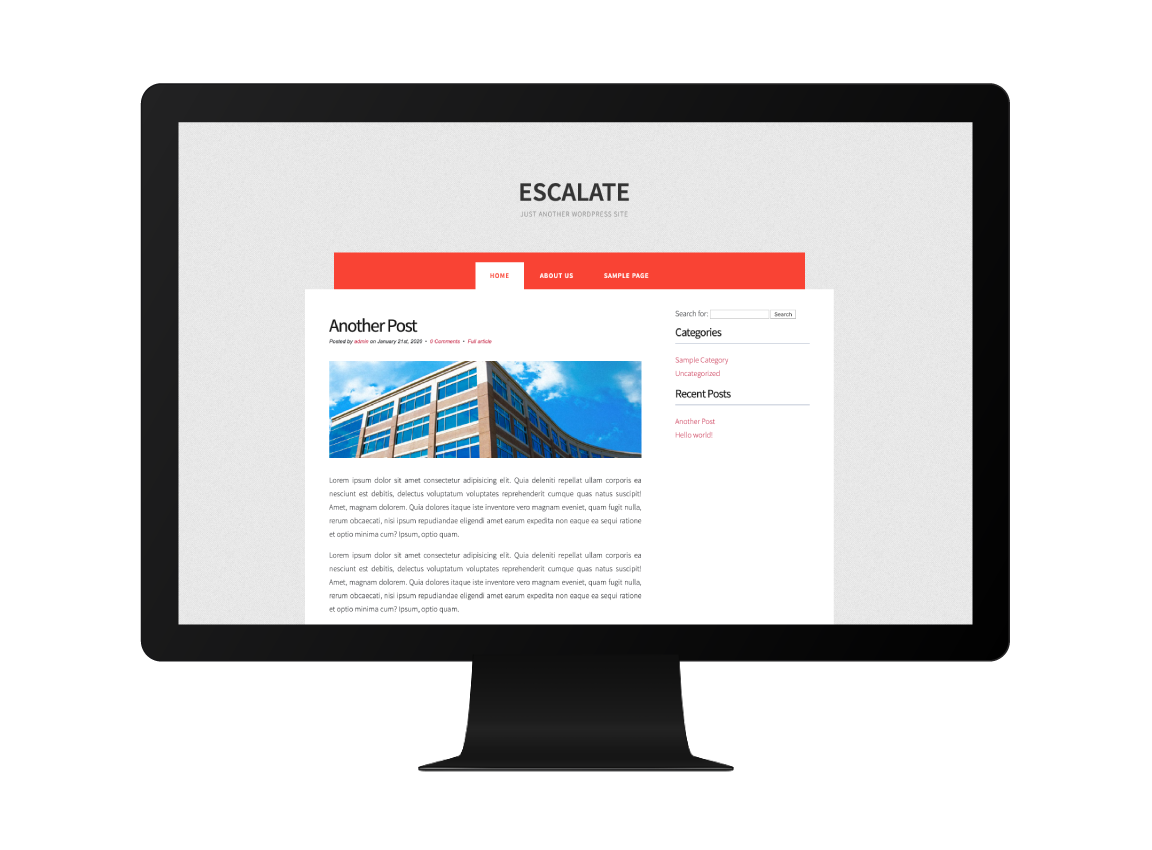 ESCALATE
JUST ANOTHER WORDPRESS SITE
HOME ABOUT US SAMPLE PAGE
Another Post
Posted by admin on January 21st, 2020 • 0 Comments • Full article
Lorem ipsum dolor sit amet consectetur adipisicing elit. Quia deleniti repellat ullam corporis ea
nesciunt est debitis, delectus voluptatum voluptates reprehenderit cumque quas natus suscipit!
Amet, magnam dolorem. Quia dolores itaque iste inventore vero magnam eveniet, quam fugit nulla,
rerum obcaecati, nisi ipsum repudiandae eligendi amet earum expedita non eaque ea sequi ratione
et optio minima cum? Ipsum, optio quam.
Lorem ipsum dolor sit amet consectetur adipisicing elit. Quia deleniti repellat ullam corporis ea
nesciunt est debitis, delectus voluptatum voluptates reprehenderit cumque quas natus suscipit!
Amet, magnam dolorem. Quia dolores itaque iste inventore vero magnam eveniet, quam fugit nulla,
rerum obcaecati, nisi ipsum repudiandae eligendi amet earum expedita non eaque ea sequi ratione
et optio minima cum? Ipsum, optio quam.
Search for: Search
Categories
Sample Category
Uncategorized
Recent Posts
Another Post
Hello world!